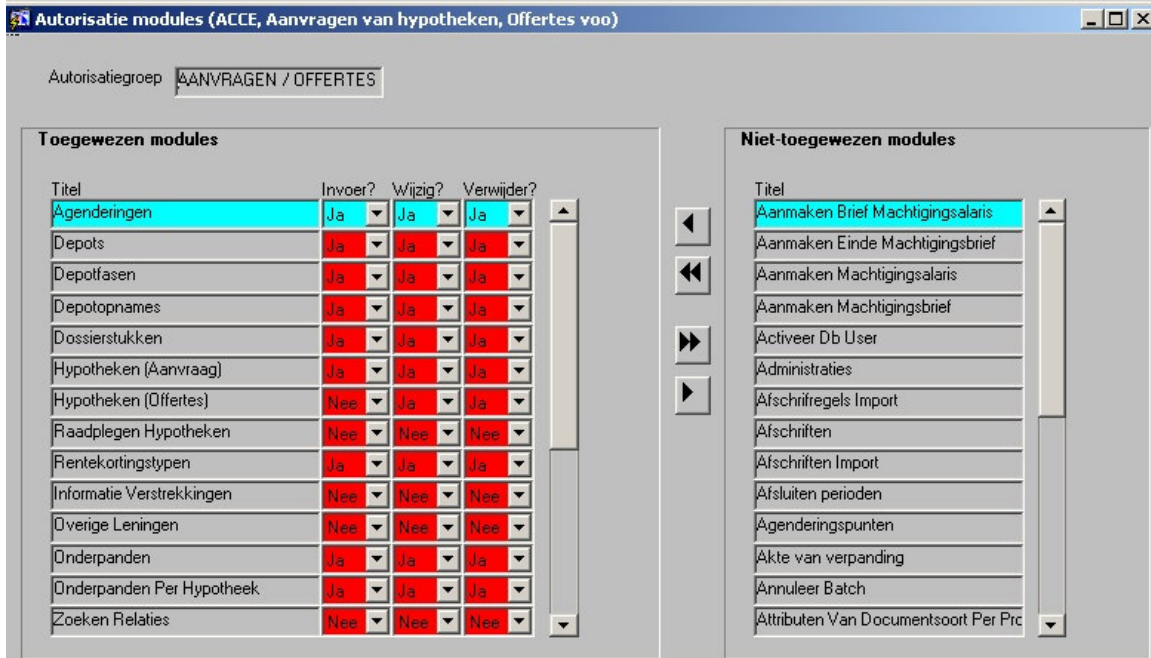 Autorisatie modules (ACCE, Aanvragen van hypotheken, Offertes voo)
Autorisatiegroep AANVRAGEN / OFFERTES
Toegewezen modules
Titel Invoer? Wijzig? Verwijder?
Agenderingen Ja Ja Ja
Depots Ja Ja Ja
Depotfasen Ja Ja Ja
Depotopnames Ja Ja Ja
Dossierstukken Ja Ja Ja
Hypotheken (Aanvraag) Ja Ja Ja
Hypotheken (Offertes) Nee Ja Ja
Raadplegen Hypotheken Nee Nee Nee
Rentekortingstypen Ja Ja Ja
Informatie Verstrekkingen Nee Nee Nee
Overige Leningen Nee Nee Nee
Onderpanden Ja Ja Ja
Onderpanden Per Hypotheek Ja Ja Ja
Zoeken Relaties Nee Nee Nee
Niet-toegewezen modules
Titel
Aanmaken Brief Machtigingsalaris
Aanmaken Einde Machtigingsbrief
Aanmaken Machtigingsalaris
Aanmaken Machtigingsbrief
Activeer Db User
Administraties
Afschrifregels Import
Afschriften
Afschriften Import
Afsluiten perioden
Agenderingspunten
Akte van verpanding
Annuleer Batch
Attributen Van Documentsoort Per Prc